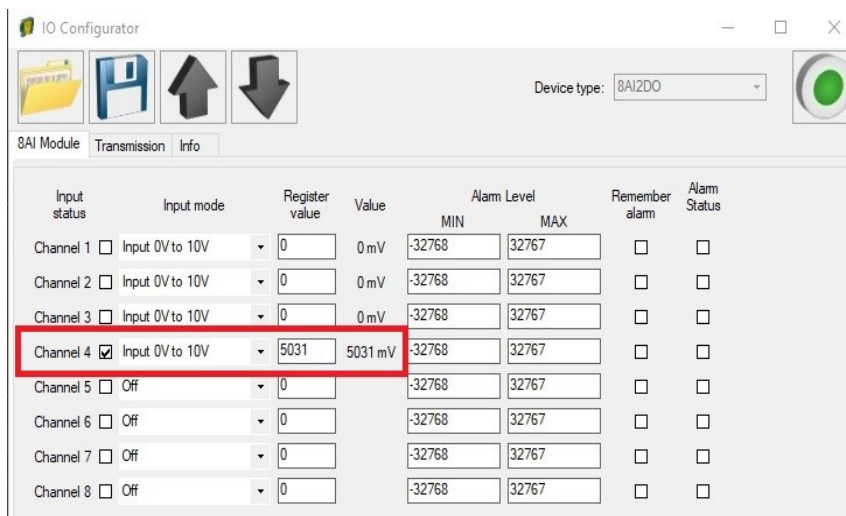 IO Configurator
Device type: 8AI2DO
8AI Module Transmission Info
Input status Input mode Register value Value Alarm Level MIN MAX Remember alarm Alarm Status
Channel 1 Input 0V to 10V 0 0 mV -32768 32767
Channel 2 Input 0V to 10V 0 0 mV -32768 32767
Channel 3 Input 0V to 10V 0 0 mV -32768 32767
Channel 4 Input 0V to 10V 5031 5031 mV -32768 32767
Channel 5 Off 0 -32768 32767
Channel 6 Off 0 -32768 32767
Channel 7 Off 0 -32768 32767
Channel 8 Off 0 -32768 32767